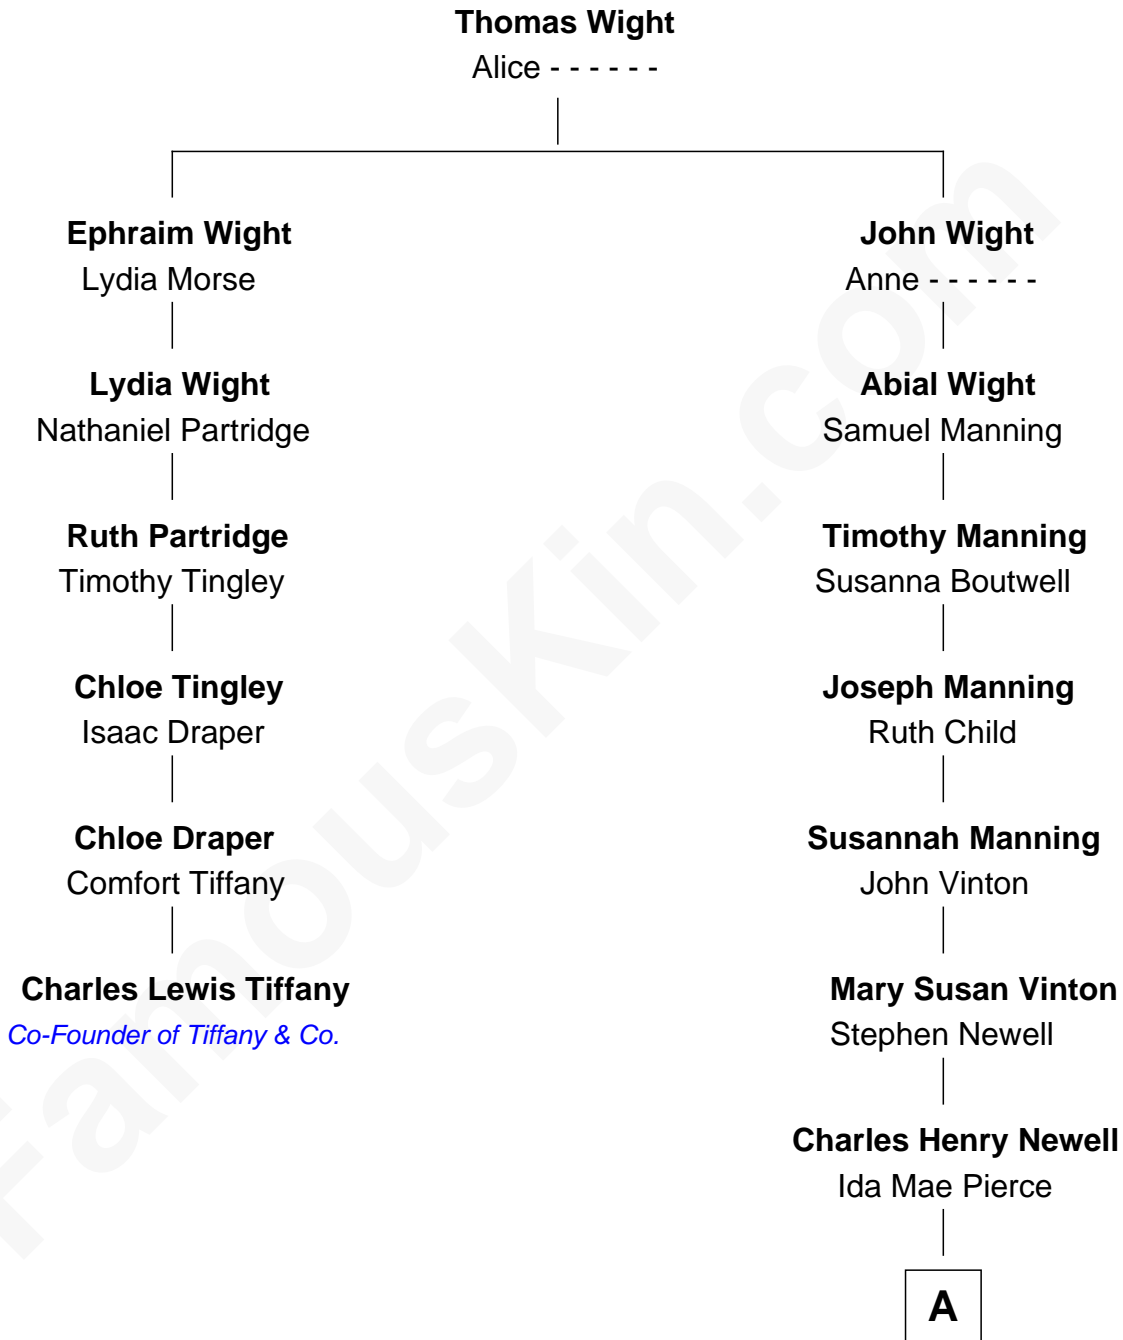 Thomas Wight
Alice - - - - - -
Ephraim Wight
Lydia Morse
John Wight
Anne - - - - - -
Lydia Wight
Nathaniel Partridge
Abial Wight
Samuel Manning
Ruth Partridge
Timothy Tingley
Timothy Manning
Susanna Boutwell
Chloe Tingley
Isaac Draper
Joseph Manning
Ruth Child
Chloe Draper
Comfort Tiffany
Susannah Manning
John Vinton
Charles Lewis Tiffany
Co-Founder of Tiffany & Co.
Mary Susan Vinton
Stephen Newell
Charles Henry Newell
Ida Mae Pierce
A
FamousKin.com